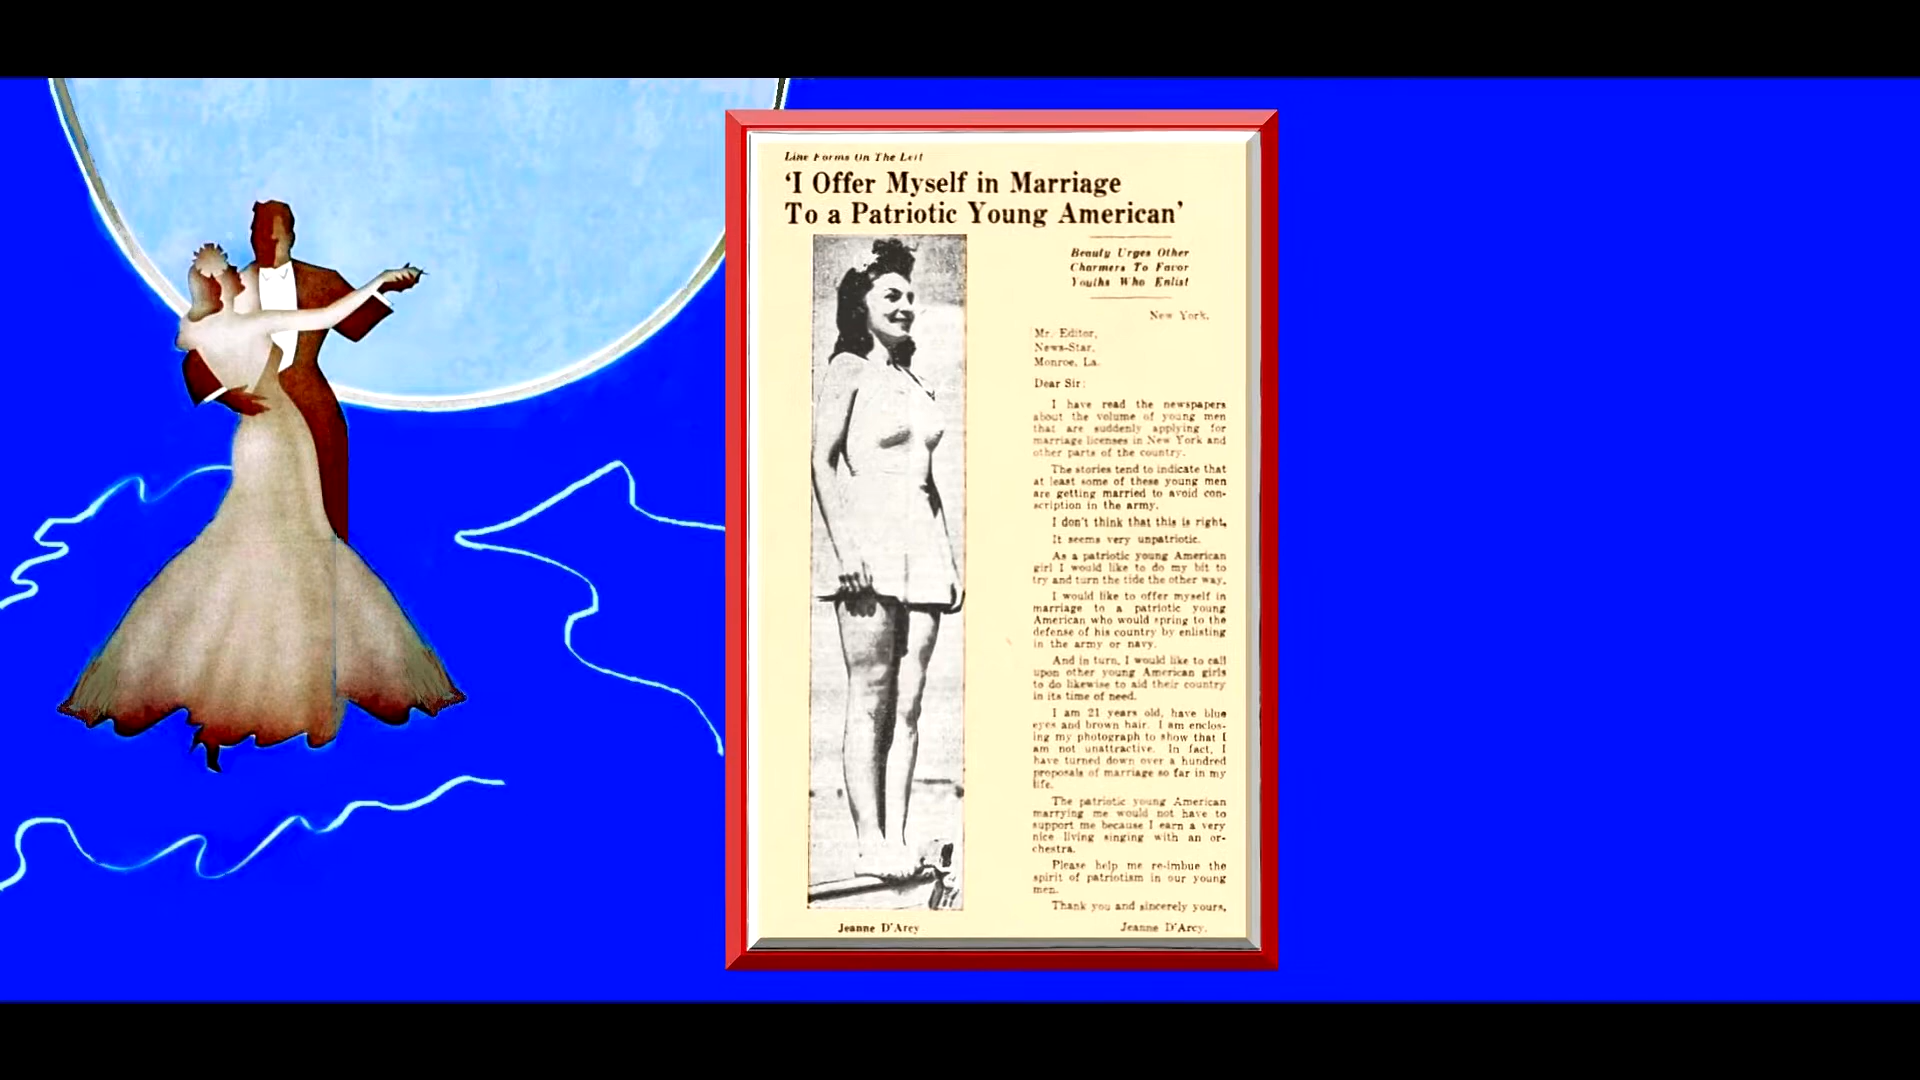 Line Forms On The Left
‘I Offer Myself in Marriage
To a Patriotic Young American’
Beauty Urges Other
Charmers To Favor
Youths Who Enlist
New York.
Mr. Editor,
News-Star,
Monroe, La.
Dear Sir:
I have read the newspapers
about the volume of young men
that are suddenly applying for
marriage licenses in New York and
other parts of the country.
The stories tend to indicate that
at least some of these young men
are getting married to avoid con-
scription in the army.
I don't think that this is right.
It seems very unpatriotic.
As a patriotic young American
girl I would like to do my bit to
try and turn the tide the other way.
I would like to offer myself in
marriage to a patriotic young
American who would spring to the
defense of his country by enlisting
in the army or navy.
And in turn, I would like to call
upon other young American girls
to do likewise to aid their country
in its time of need.
I am 21 years old, have blue
eyes and brown hair. I am enclos-
ing my photograph to show that I
am not unattractive. In fact, I
have turned down over a hundred
proposals of marriage so far in my
life.
The patriotic young American
marrying me would not have to
support me because I earn a very
nice living singing with an or-
chestra.
Please help me re-imbue the
spirit of patriotism in our young
men.
Thank you and sincerely yours,
Jeanne D'Arcy.
Jeanne D'Arcy